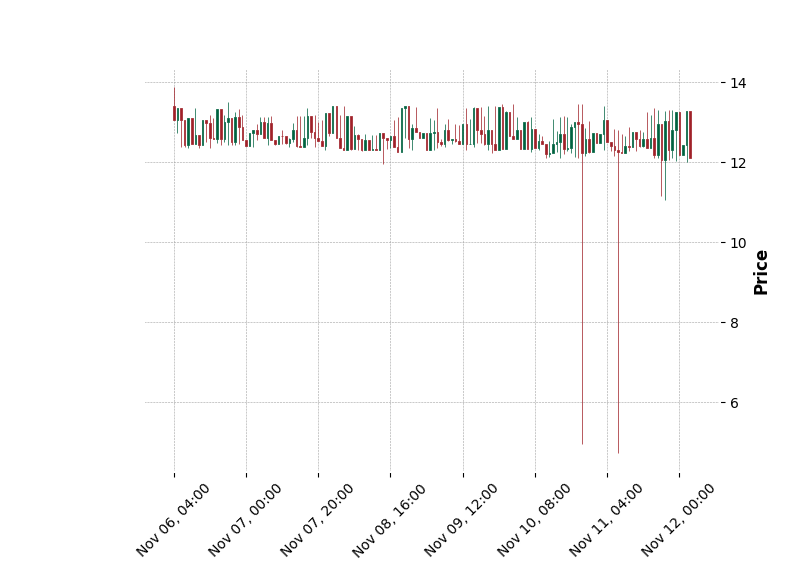 14
12
10
8
6
Price
Nov 06, 04:00
Nov 07, 00:00
Nov 07, 20:00
Nov 08, 16:00
Nov 09, 12:00
Nov 10, 08:00
Nov 11, 04:00
Nov 12, 00:00